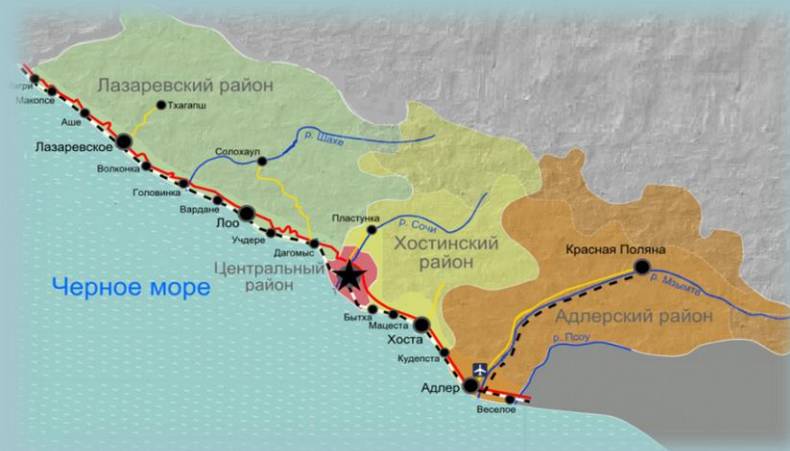 Лазаревский район
Тхагапш
Макопсе
Аше
Лазаревское
р. Шахе
Солохаул
Волконка
Головинка
Вардане
Лоо
Пластунка
р. Сочи
Учдере
Дагомыс
Хостинский
район
Красная Поляна
Центральный
район
р. Мзымта
Черное море
Бытха
Мацеста
Хоста
Адлерский район
р. Псоу
Кудепста
Адлер
Веселое